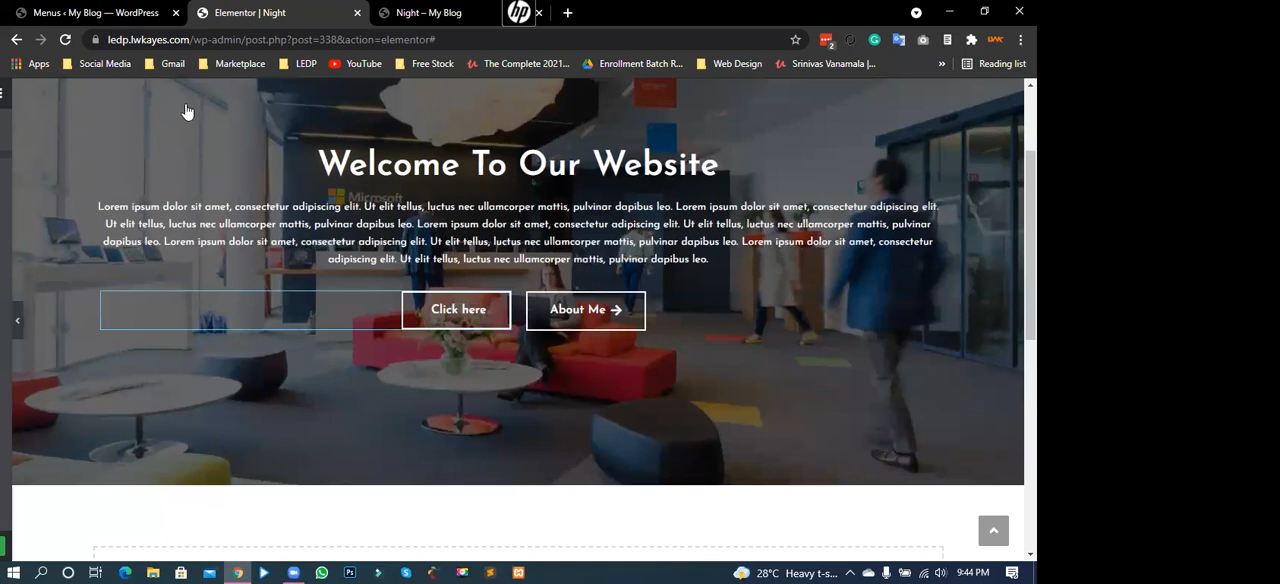 Menus ‹ My Blog — WordPress
Elementor | Night
Night – My Blog
hp
ledp.lwkayes.com/wp-admin/post.php?post=338&action=elementor#
2
LWK
Apps
Social Media
Gmail
Marketplace
LEDP
YouTube
Free Stock
The Complete 2021...
Enrollment Batch R...
Web Design
Srinivas Vanamala |...
»
Reading list
Welcome To Our Website
Microsoft
Lorem ipsum dolor sit amet, consectetur adipiscing elit. Ut elit tellus, luctus nec ullamcorper mattis, pulvinar dapibus leo. Lorem ipsum dolor sit amet, consectetur adipiscing elit.
Ut elit tellus, luctus nec ullamcorper mattis, pulvinar dapibus leo. Lorem ipsum dolor sit amet, consectetur adipiscing elit. Ut elit tellus, luctus nec ullamcorper mattis, pulvinar
dapibus leo. Lorem ipsum dolor sit amet, consectetur adipiscing elit. Ut elit tellus, luctus nec ullamcorper mattis, pulvinar dapibus leo. Lorem ipsum dolor sit amet, consectetur
adipiscing elit. Ut elit tellus, luctus nec ullamcorper mattis, pulvinar dapibus leo.
Click here
About Me →
28°C Heavy t-s...
9:44 PM